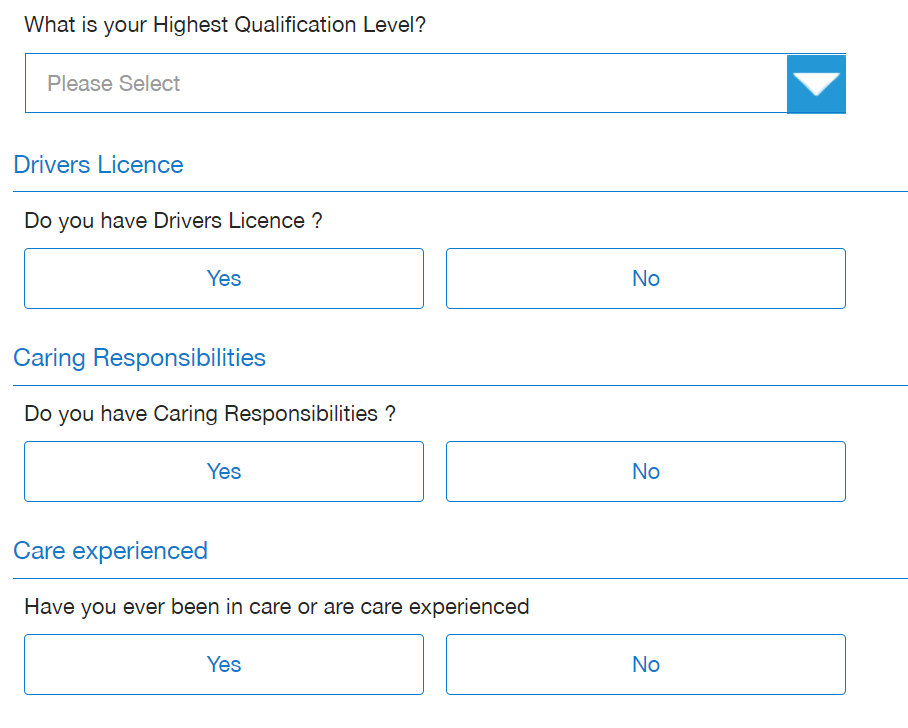 What is your Highest Qualification Level?
Please Select
Drivers Licence
Do you have Drivers Licence ?
Yes No
Caring Responsibilities
Do you have Caring Responsibilities ?
Yes No
Care experienced
Have you ever been in care or are care experienced
Yes No